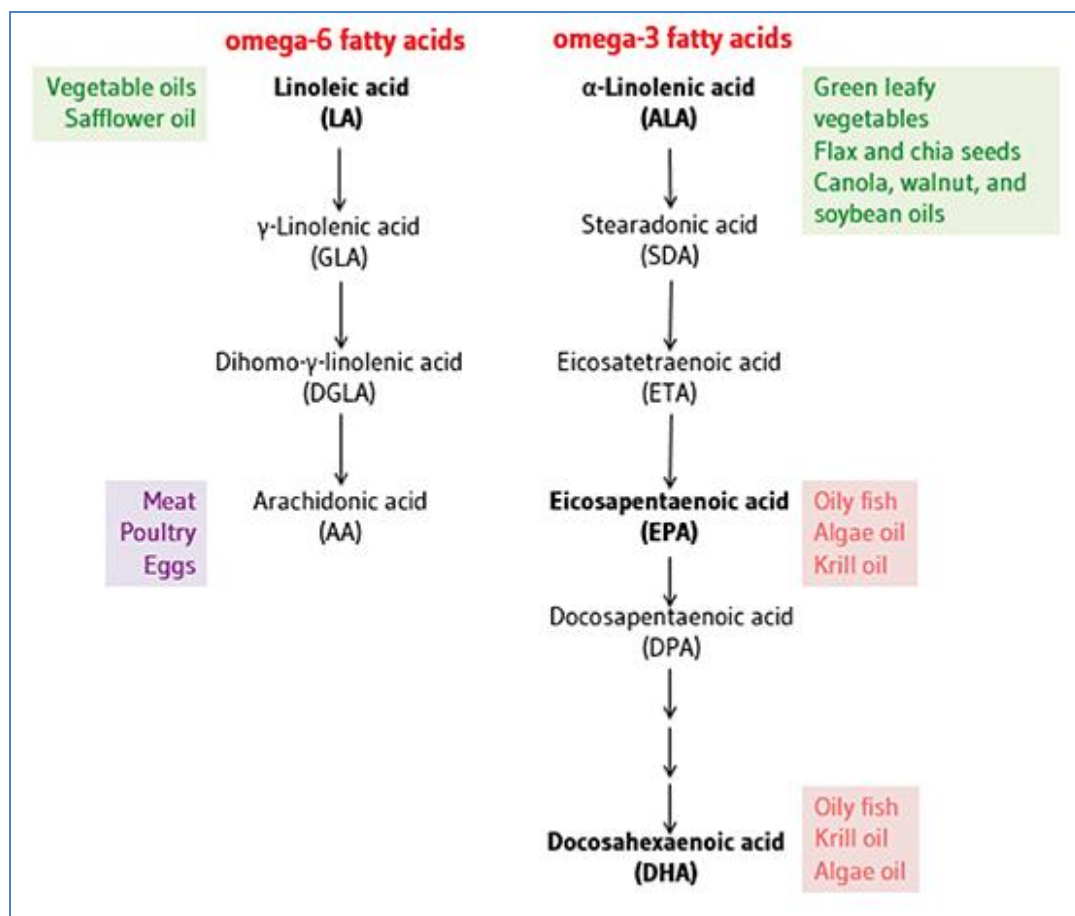 omega-6 fatty acids
omega-3 fatty acids
Vegetable oils
Safflower oil
Linoleic acid
(LA)
α-Linolenic acid
(ALA)
Green leafy
vegetables
Flax and chia seeds
Canola, walnut, and
soybean oils
γ-Linolenic acid
(GLA)
Stearadonic acid
(SDA)
Dihomo-γ-linolenic acid
(DGLA)
Eicosatetraenoic acid
(ETA)
Meat
Poultry
Eggs
Arachidonic acid
(AA)
Eicosapentaenoic acid
(EPA)
Oily fish
Algae oil
Krill oil
Docosapentaenoic acid
(DPA)
Docosahexaenoic acid
(DHA)
Oily fish
Krill oil
Algae oil